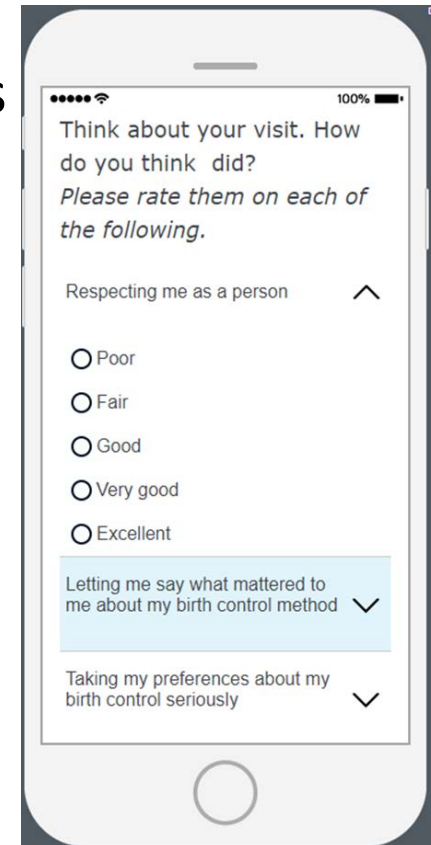 s
100%
Think about your visit. How
do you think  did?
Please rate them on each of
the following.
Respecting me as a person
Poor
Fair
Good
Very good
Excellent
Letting me say what mattered to
me about my birth control method
Taking my preferences about my
birth control seriously